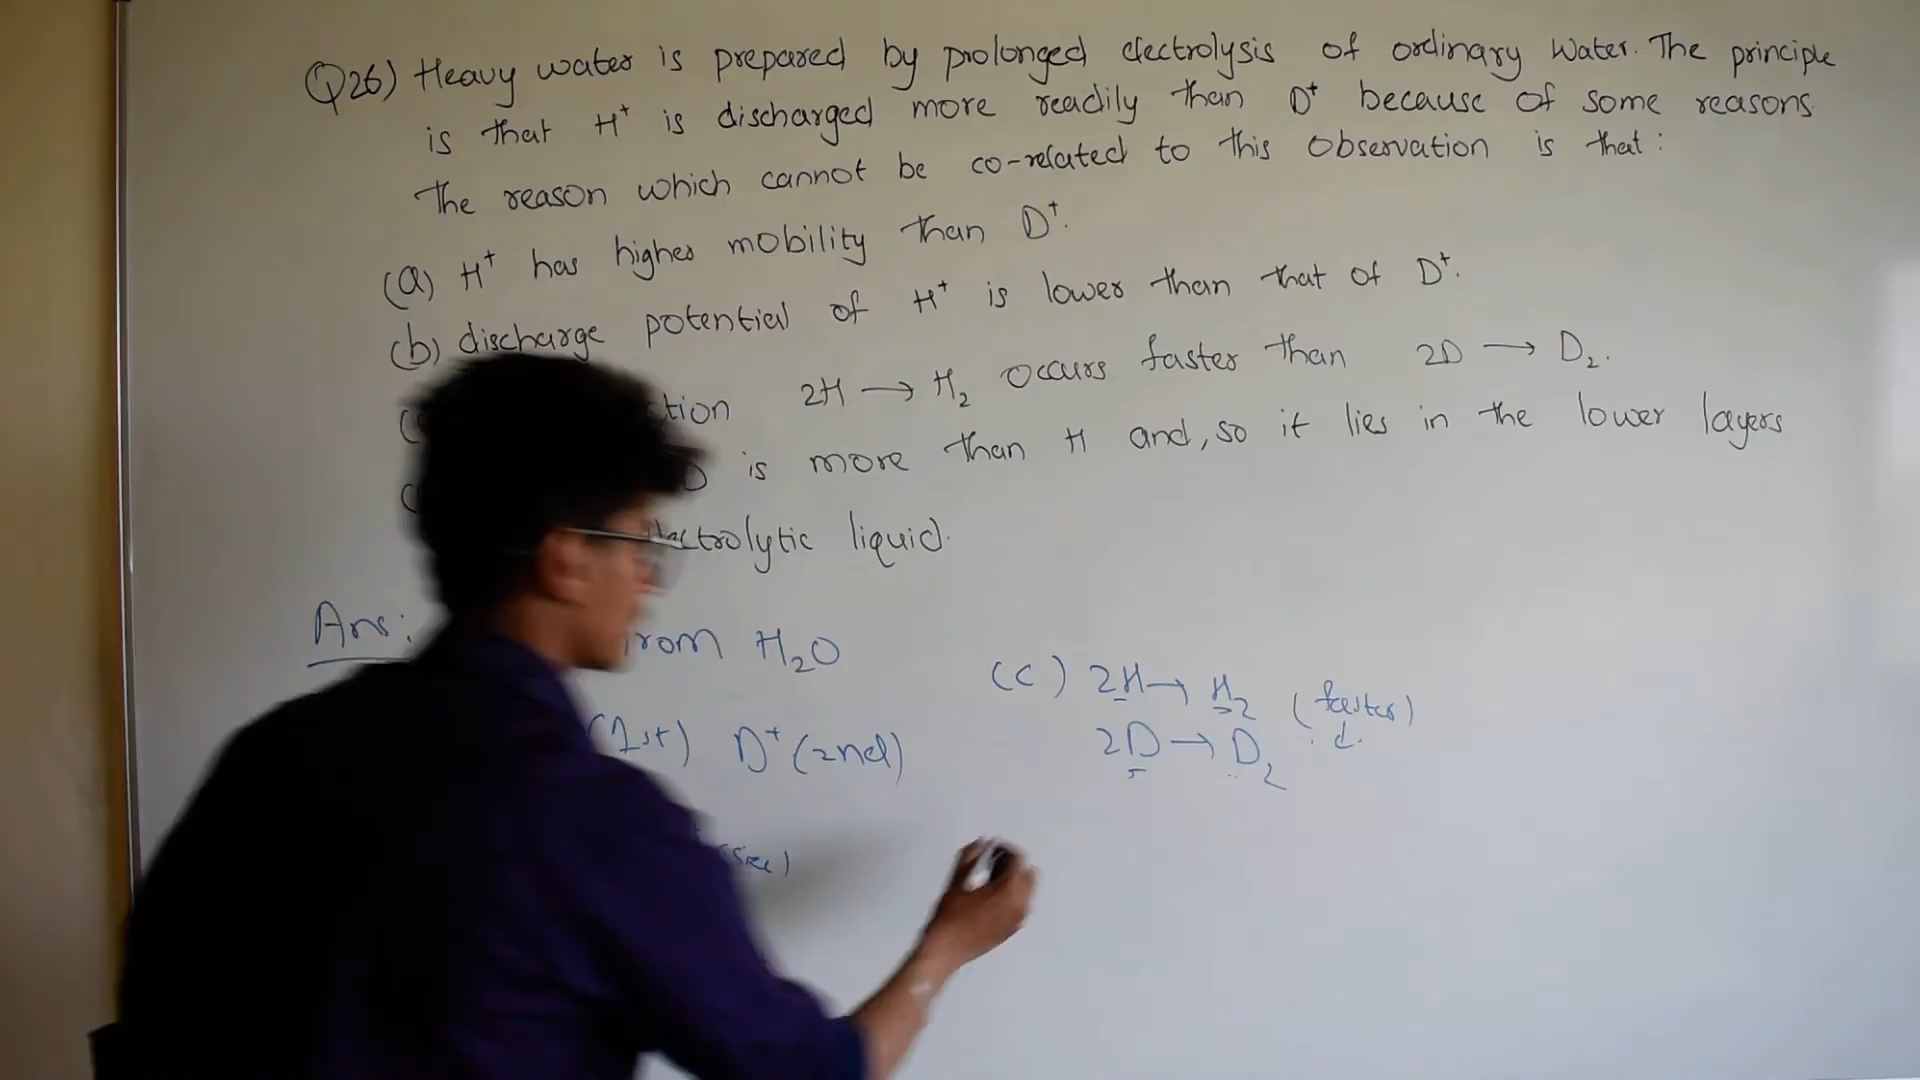 Q26) Heavy water is prepared by prolonged electrolysis of ordinary water. The principle
is that H⁺ is discharged more readily than D⁺ because of some reasons.
The reason which cannot be co-related to this observation is that:
(a) H⁺ has higher mobility than D⁺.
(b) discharge potential of H⁺ is lower than that of D⁺.
2H → H₂ occurs faster than 2D → D₂.
D is more than H and, so it lies in the lower layers
liquid.
Ans: H₂O
(1st) D⁺ (2nd)
(c) 2H → H₂ (faster)
2D → D₂